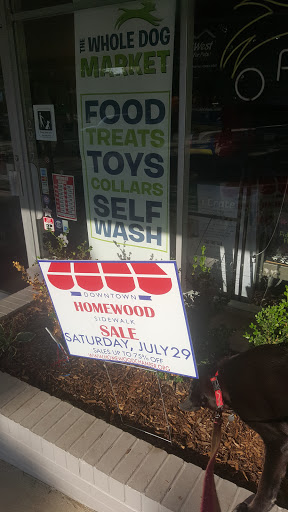 THE WHOLE DOG
MARKET
FOOD
TREATS
TOYS
COLLARS
SELF
WASH
West
DOWNTOWN
HOMEWOOD
SIDEWALK
SALE
SATURDAY, JULY 29
SALES UP TO 75% OFF